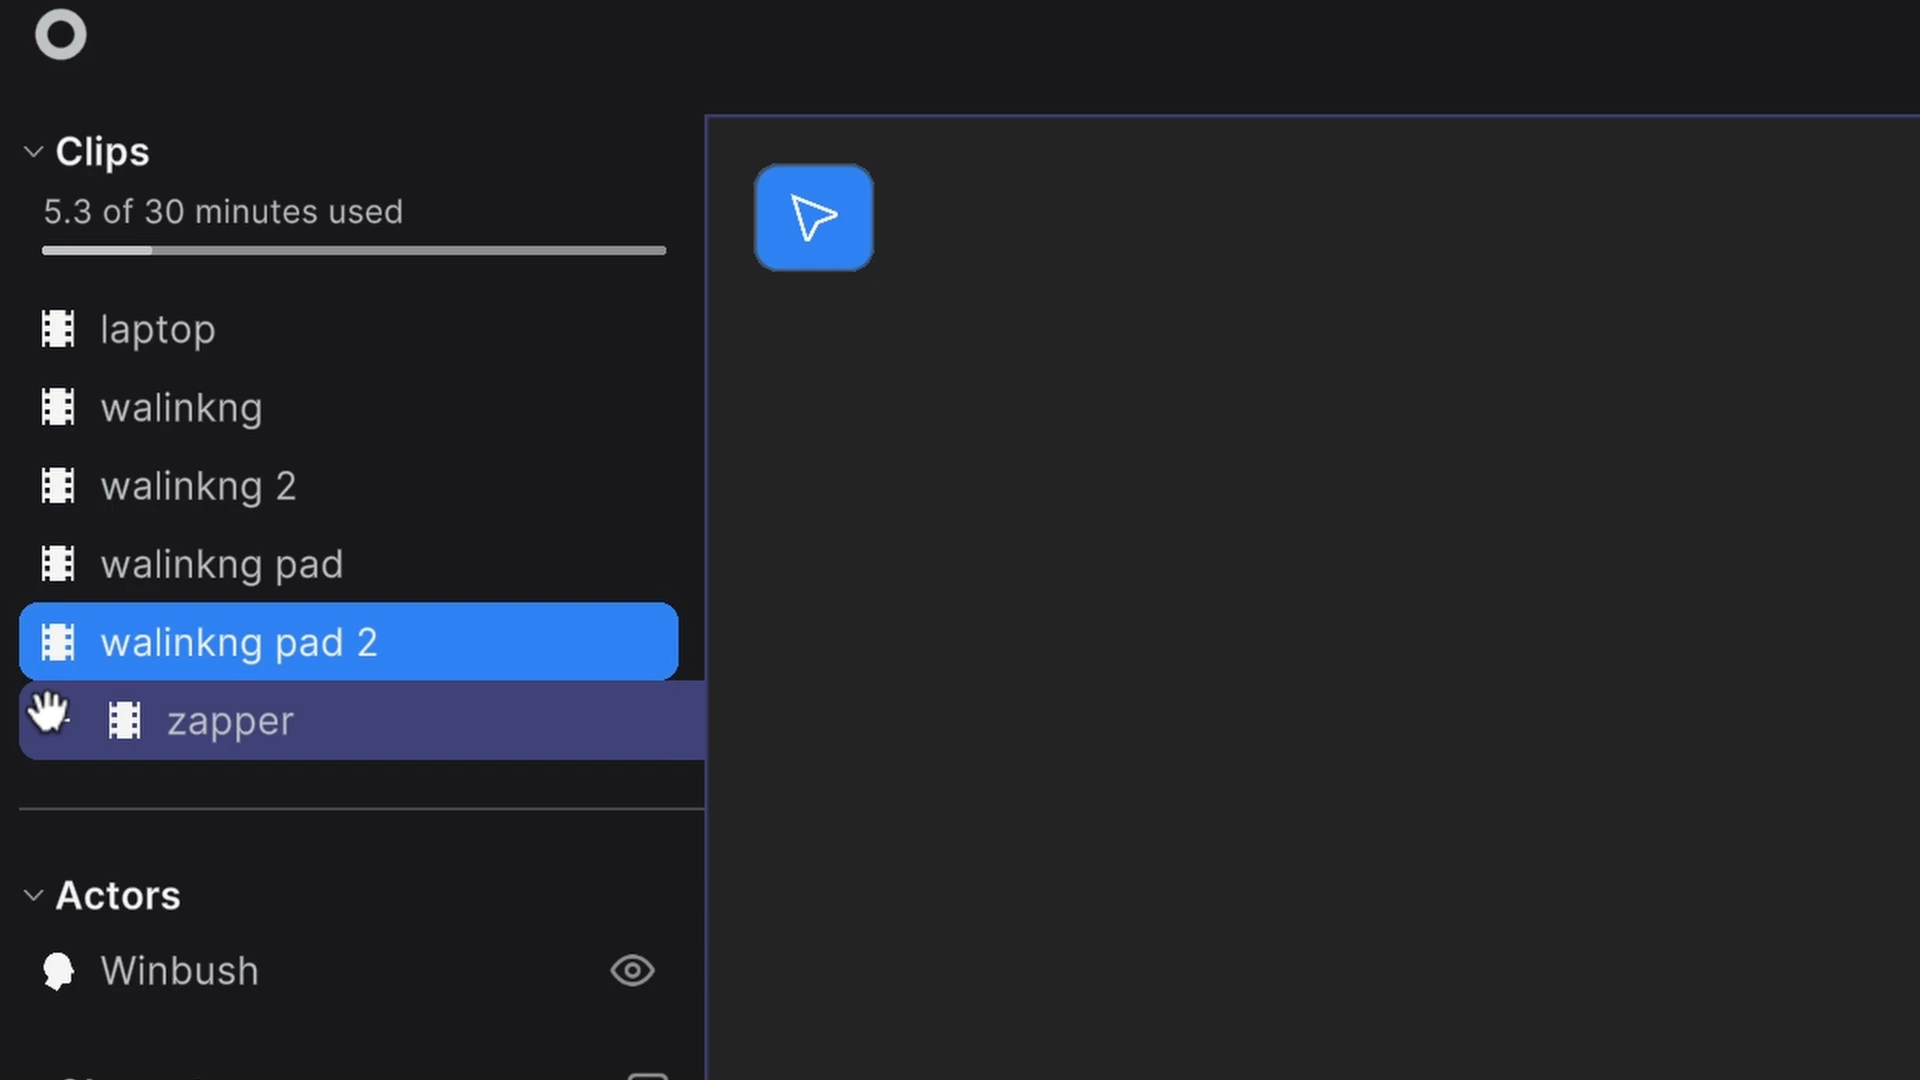 Clips
5.3 of 30 minutes used
laptop
walinkng
walinkng 2
walinkng pad
walinkng pad 2
zapper
Actors
Winbush